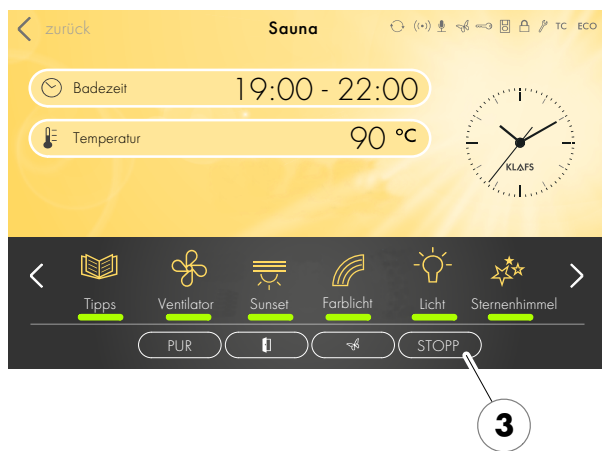 zurück Sauna TC ECO
Badezeit 19:00 - 22:00
Temperatur 90 °C
KLAFS
Tipps Ventilator Sunset Farblicht Licht Sternenhimmel
PUR STOPP
3